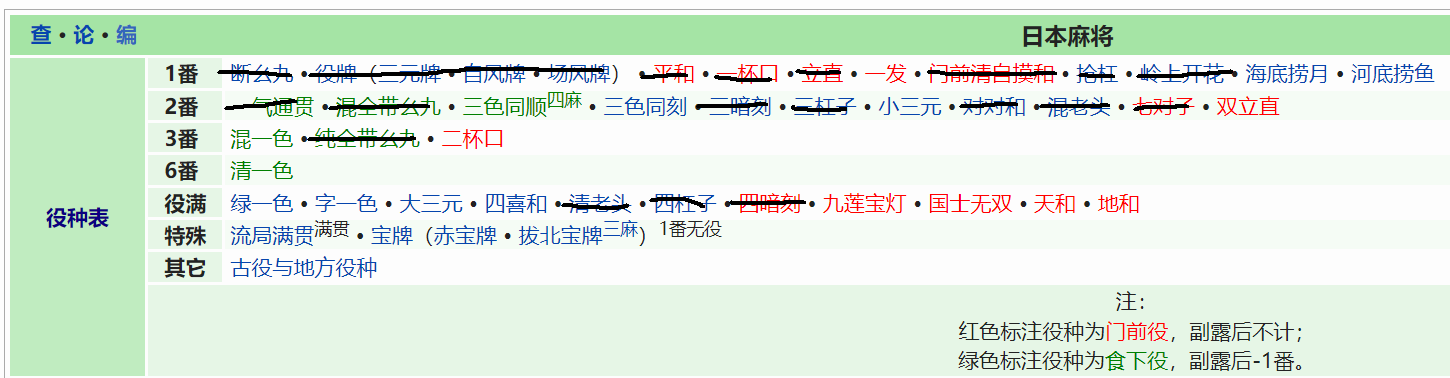 查·论·编 日本麻将
1番 断幺九·役牌(三元牌·自风牌·场风牌)·平和·一杯口·立直·一发·门前清自摸和·抢杠·岭上开花·海底捞月·河底捞鱼
2番 一气通贯·混全带幺九·三色同顺四麻·三色同刻·三暗刻·三杠子·小三元·对对和·混老头·七对子·双立直
役种表
3番 混一色·纯全带幺九·二杯口
6番 清一色
役满 绿一色·字一色·大三元·四喜和·清老头·四杠子·四暗刻·九莲宝灯·国士无双·天和·地和
特殊 流局满贯满贯·宝牌(赤宝牌·拔北宝牌三麻)1番无役
其它 古役与地方役种
注:
红色标注役种为门前役,副露后不计;
绿色标注役种为食下役,副露后-1番。